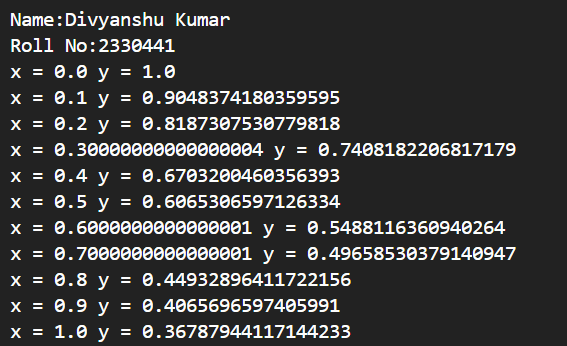 Name:Divyanshu Kumar
Roll No:2330441
x = 0.0 y = 1.0
x = 0.1 y = 0.9048374180359595
x = 0.2 y = 0.8187307530779818
x = 0.30000000000000004 y = 0.7408182206817179
x = 0.4 y = 0.6703200460356393
x = 0.5 y = 0.6065306597126334
x = 0.6000000000000001 y = 0.5488116360940264
x = 0.7000000000000001 y = 0.49658530379140947
x = 0.8 y = 0.44932896411722156
x = 0.9 y = 0.4065696597405991
x = 1.0 y = 0.36787944117144233